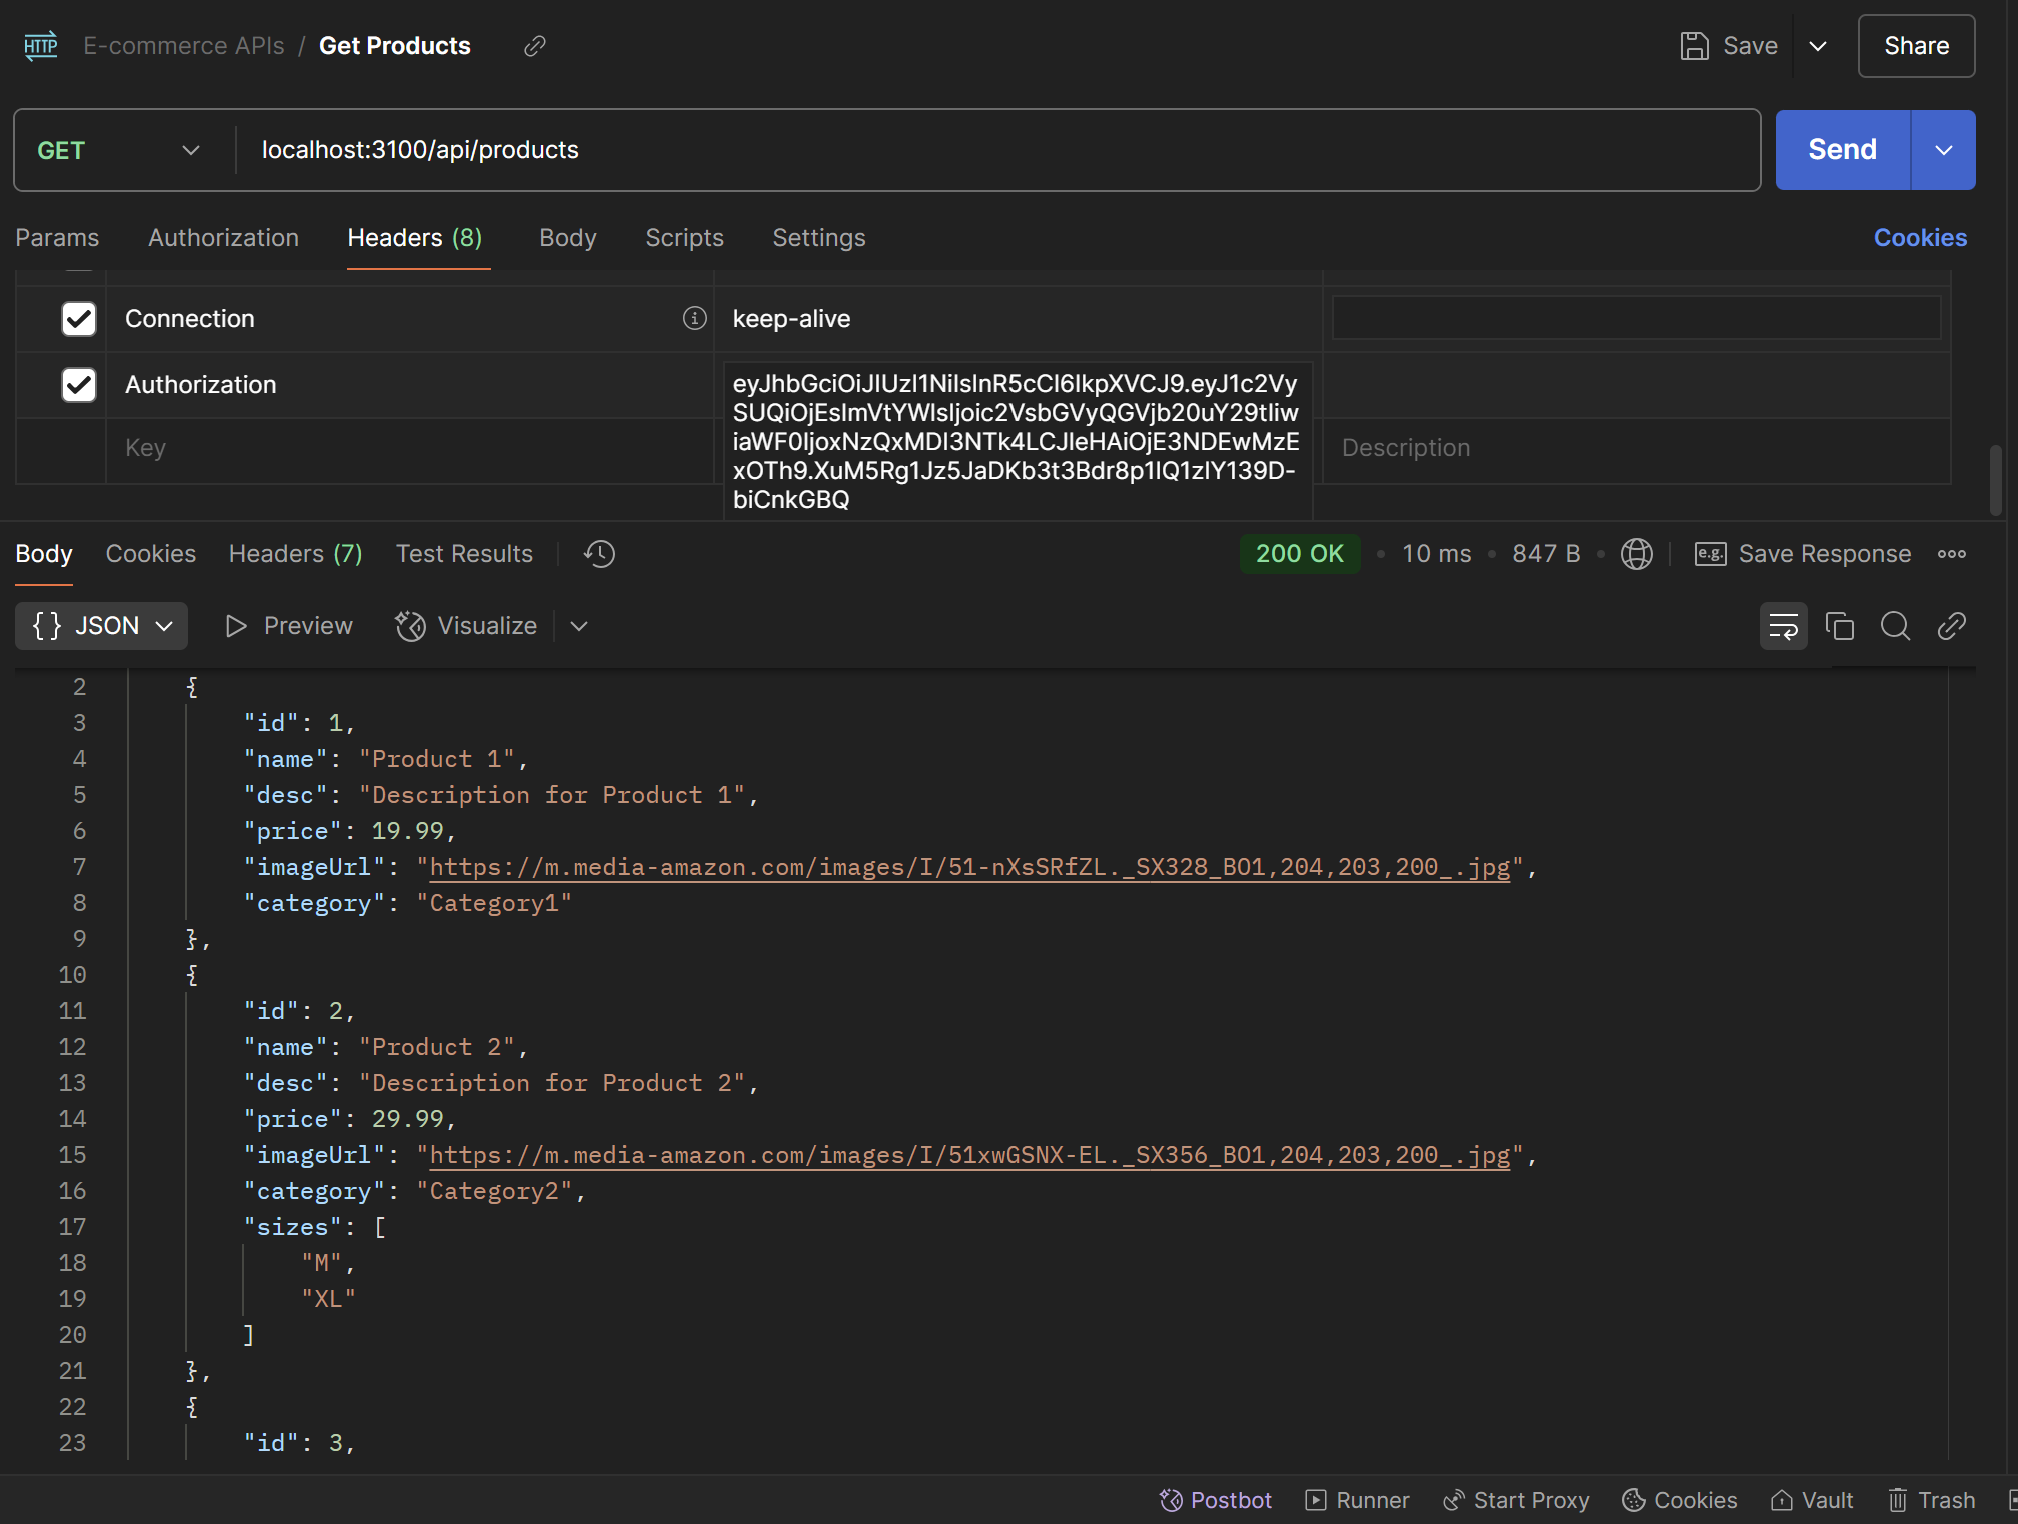 HTTP E-commerce APIs / Get Products Save Share
GET localhost:3100/api/products Send
Params Authorization Headers (8) Body Scripts Settings Cookies
Connection keep-alive
Authorization eyJhbGciOiJIUzI1NiIsInR5cCI6IkpXVCJ9.eyJ1c2Vy
SUQiOjEsImVtYWlsIjoic2VsbGVyQGVjb20uY29tIiw
iaWF0IjoxNzQxMDI3NTk4LCJleHAiOjE3NDEwMzE
xOTh9.XuM5Rg1Jz5JaDKb3t3Bdr8p1lQ1zlY139D-
biCnkGBQ
Key Description
Body Cookies Headers (7) Test Results 200 OK • 10 ms • 847 B • e.g. Save Response
{} JSON Preview Visualize
2 {
3 "id": 1,
4 "name": "Product 1",
5 "desc": "Description for Product 1",
6 "price": 19.99,
7 "imageUrl": "https://m.media-amazon.com/images/I/51-nXsSRfZL._SX328_BO1,204,203,200_.jpg",
8 "category": "Category1"
9 },
10 {
11 "id": 2,
12 "name": "Product 2",
13 "desc": "Description for Product 2",
14 "price": 29.99,
15 "imageUrl": "https://m.media-amazon.com/images/I/51xwGSNX-EL._SX356_BO1,204,203,200_.jpg",
16 "category": "Category2",
17 "sizes": [
18 "M",
19 "XL"
20 ]
21 },
22 {
23 "id": 3,
Postbot Runner Start Proxy Cookies Vault Trash